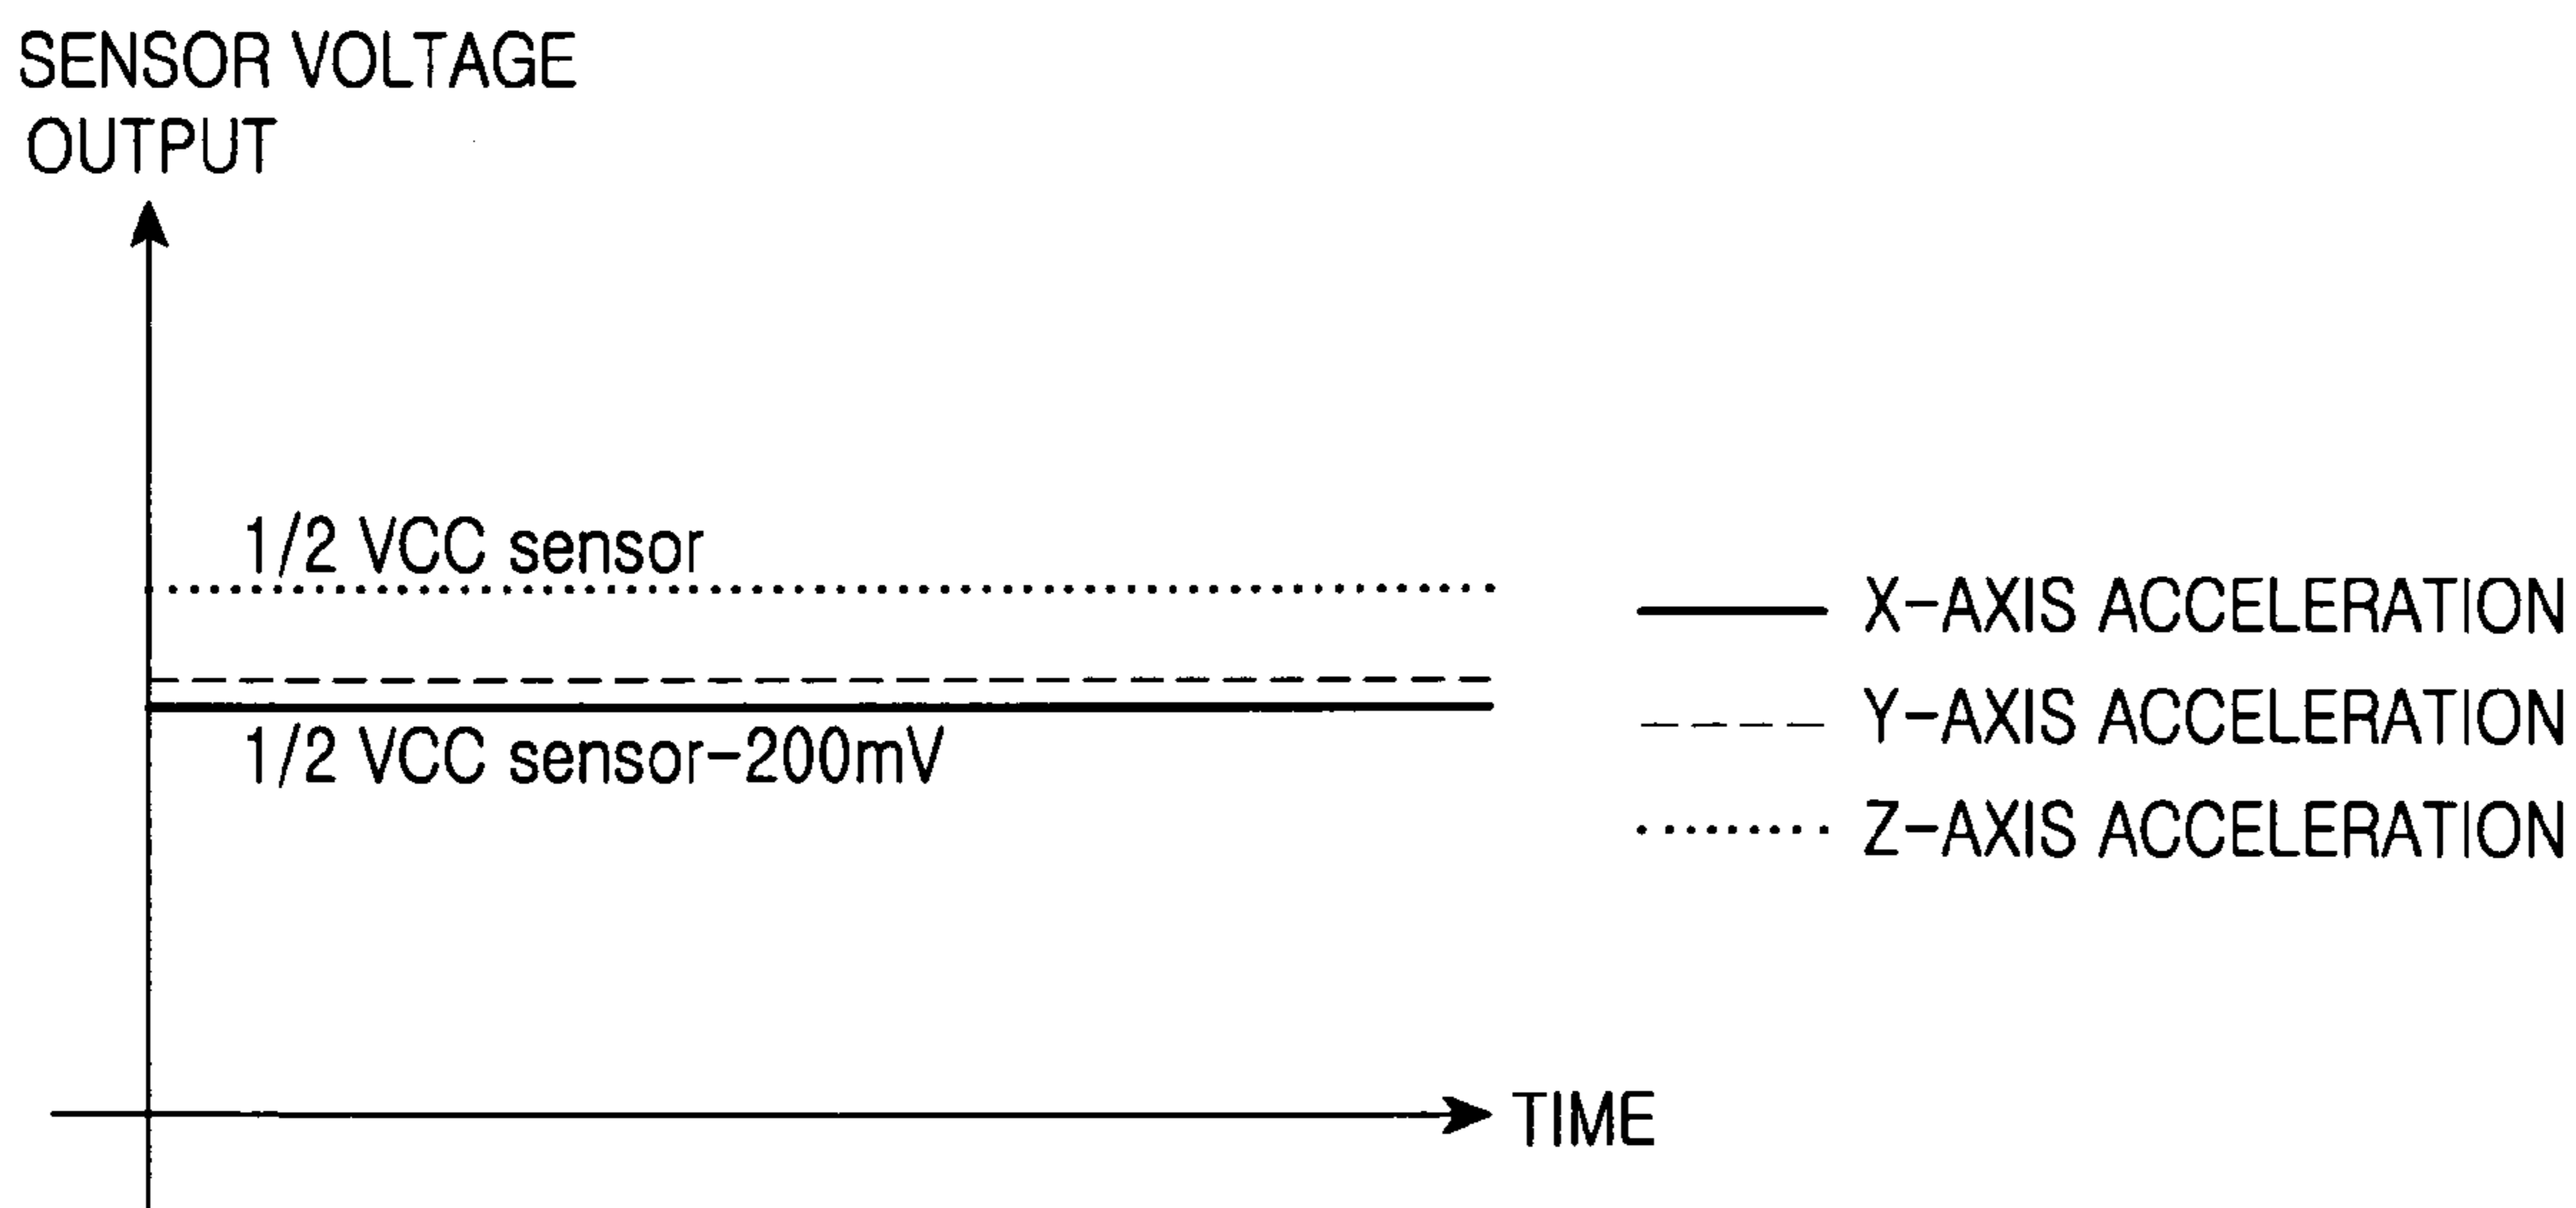 SENSOR VOLTAGE
OUTPUT
1/2 VCC sensor
1/2 VCC sensor-200mV
X-AXIS ACCELERATION
Y-AXIS ACCELERATION
Z-AXIS ACCELERATION
TIME